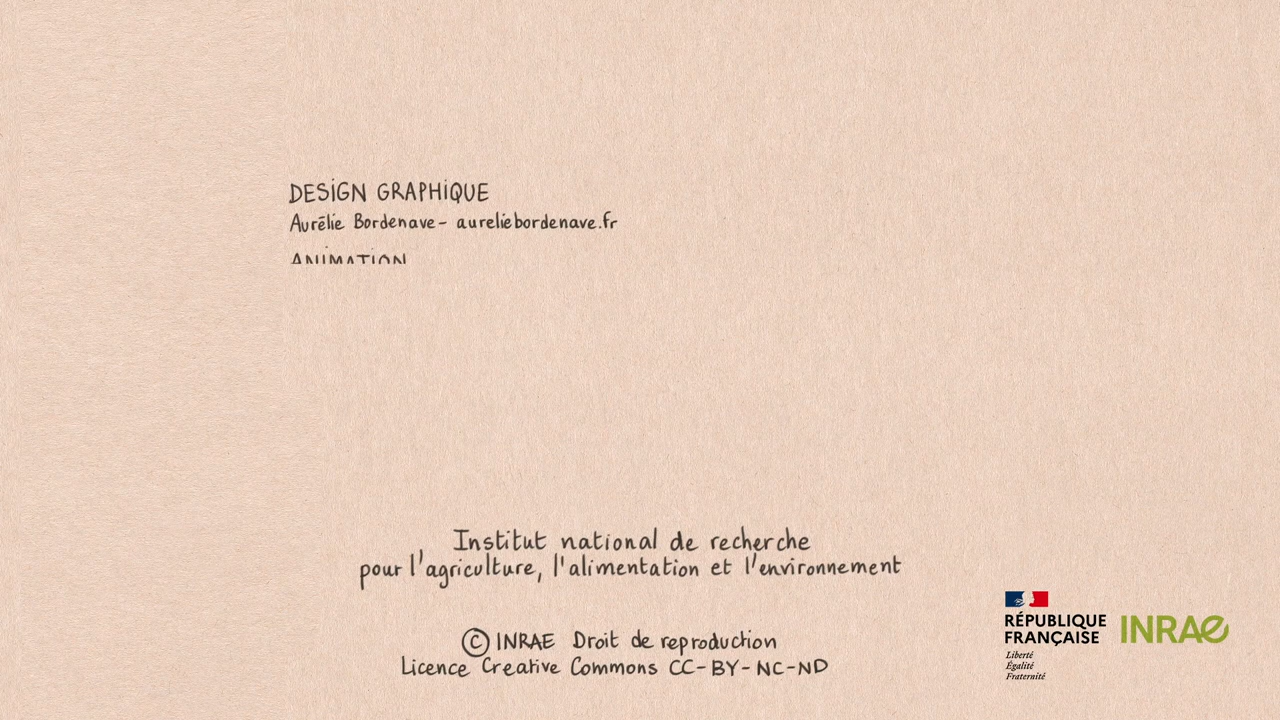 DESIGN GRAPHIQUE
Aurélie Bordenave - aureliebordenave.fr
ANIMATION
Institut national de recherche
pour l'agriculture, l'alimentation et l'environnement
© INRAE Droit de reproduction
Licence Creative Commons CC-BY-NC-ND
RÉPUBLIQUE
FRANÇAISE
Liberté
Égalité
Fraternité
INRAE